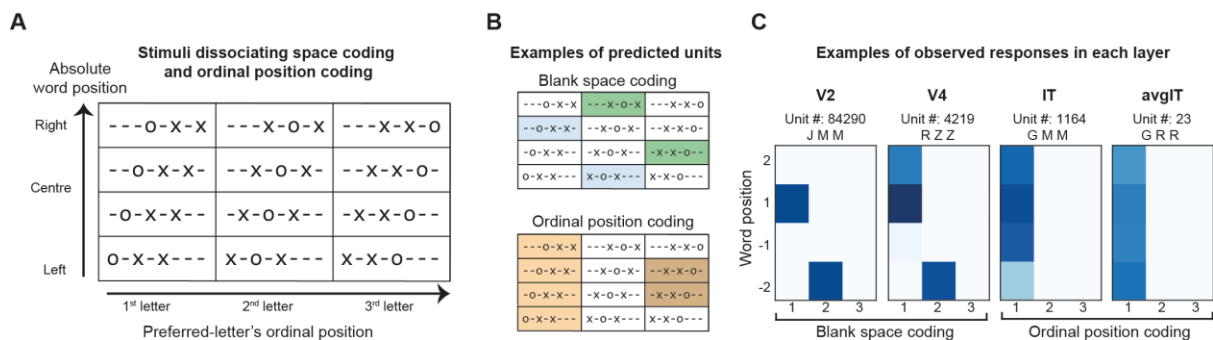 A
Stimuli dissociating space coding
and ordinal position coding
Absolute
word position
Right
Centre
Left
- - - o - x - x
- - - x - o - x
- - - x - x - o
- - o - x - x -
- - x - o - x -
- - x - x - o -
- o - x - x - -
- x - o - x - -
- x - x - o - -
o - x - x - - -
x - o - x - - -
x - x - o - - -
1st letter
2nd letter
3rd letter
Preferred-letter's ordinal position
B
Examples of predicted units
Blank space coding
- - - o - x - x
- - - x - o - x
- - - x - x - o
- - o - x - x -
- - x - o - x -
- - x - x - o -
- o - x - x - -
- x - o - x - -
- x - x - o - -
o - x - x - - -
x - o - x - - -
x - x - o - - -
Ordinal position coding
- - - o - x - x
- - - x - o - x
- - - x - x - o
- - o - x - x -
- - x - o - x -
- - x - x - o -
- o - x - x - -
- x - o - x - -
- x - x - o - -
o - x - x - - -
x - o - x - - -
x - x - o - - -
C
Examples of observed responses in each layer
V2
V4
IT
avgIT
Unit #: 84290
Unit #: 4219
Unit #: 1164
Unit #: 23
J M M
R Z Z
G M M
G R R
Word position
2
1
-1
-2
1 2 3
1 2 3
1 2 3
1 2 3
Blank space coding
Ordinal position coding